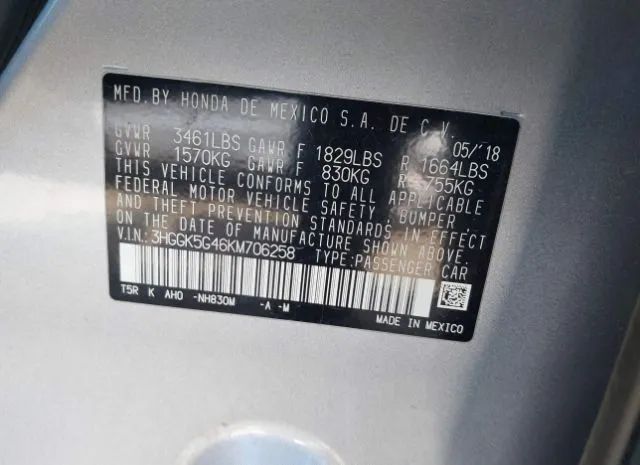 MFD. BY HONDA DE MEXICO S.A. DE C.V. 05/'18
GVWR 3461LBS GAWR F 1829LBS R 1664LBS
GVWR 1570KG GAWR F 830KG R 755KG
THIS VEHICLE CONFORMS TO ALL APPLICABLE
FEDERAL MOTOR VEHICLE SAFETY, BUMPER,
AND THEFT PREVENTION STANDARDS IN EFFECT
ON THE DATE OF MANUFACTURE SHOWN ABOVE.
V.I.N.: 3HGGK5G46KM706258 TYPE: PASSENGER CAR
T5R K AH0 -NH830M -A -M MADE IN MEXICO